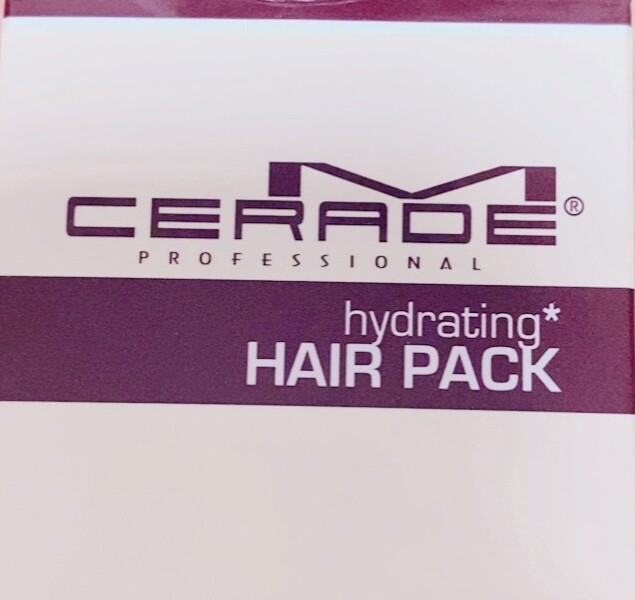 CERADE®
PROFESSIONAL
hydrating*
HAIR PACK